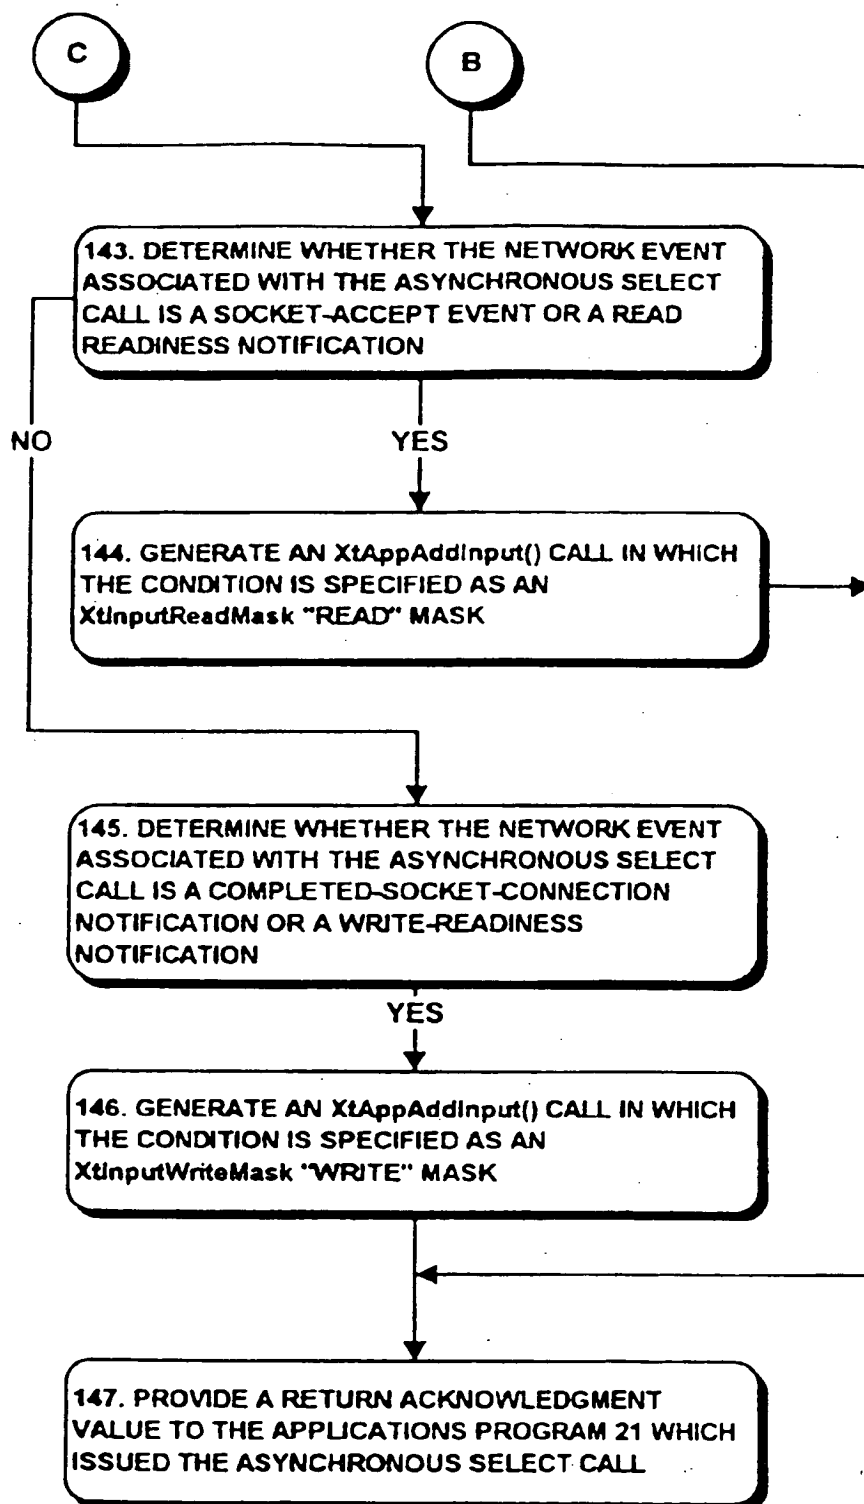 C
B
143. DETERMINE WHETHER THE NETWORK EVENT
ASSOCIATED WITH THE ASYNCHRONOUS SELECT
CALL IS A SOCKET-ACCEPT EVENT OR A READ
READINESS NOTIFICATION
NO
YES
144. GENERATE AN XtAppAddInput() CALL IN WHICH
THE CONDITION IS SPECIFIED AS AN
XtInputReadMask "READ" MASK
145. DETERMINE WHETHER THE NETWORK EVENT
ASSOCIATED WITH THE ASYNCHRONOUS SELECT
CALL IS A COMPLETED-SOCKET-CONNECTION
NOTIFICATION OR A WRITE-READINESS
NOTIFICATION
YES
146. GENERATE AN XtAppAddInput() CALL IN WHICH
THE CONDITION IS SPECIFIED AS AN
XtInputWriteMask "WRITE" MASK
147. PROVIDE A RETURN ACKNOWLEDGMENT
VALUE TO THE APPLICATIONS PROGRAM 21 WHICH
ISSUED THE ASYNCHRONOUS SELECT CALL